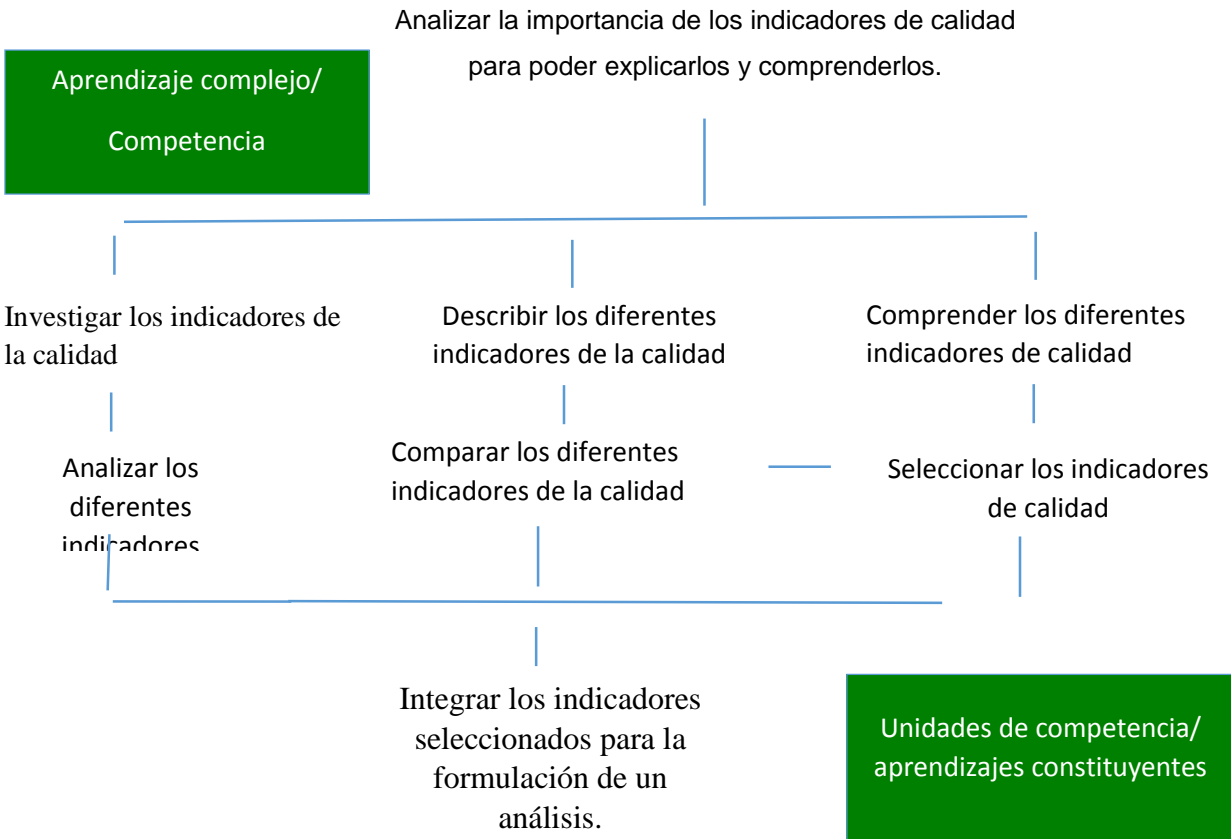 Analizar la importancia de los indicadores de calidad
para poder explicarlos y comprenderlos.
Aprendizaje complejo/
Competencia
Investigar los indicadores de
la calidad
Describir los diferentes
indicadores de la calidad
Comprender los diferentes
indicadores de calidad
Analizar los
diferentes
indicadores
Comparar los diferentes
indicadores de la calidad
Seleccionar los indicadores
de calidad
Integrar los indicadores
seleccionados para la
formulación de un
análisis.
Unidades de competencia/
aprendizajes constituyentes